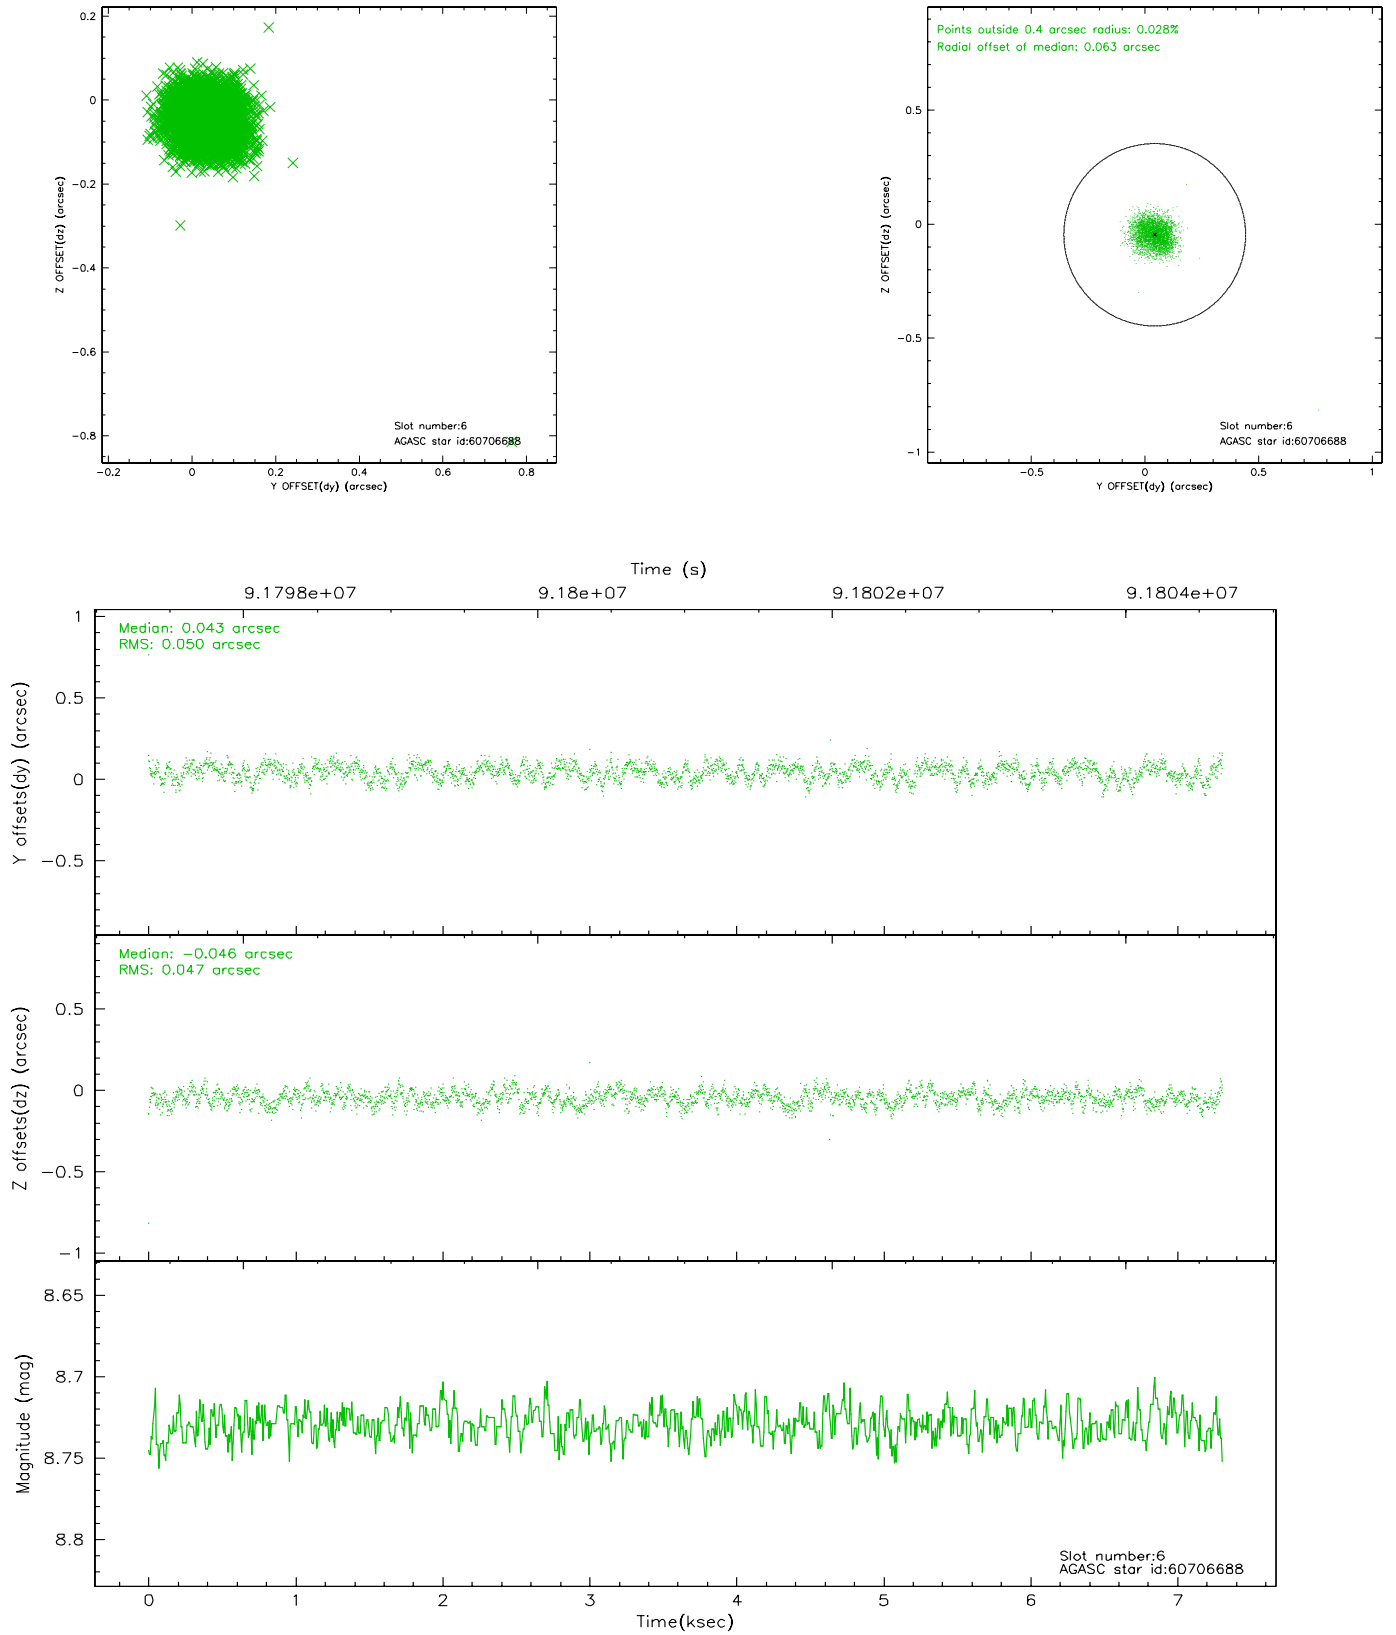 0.2
0
-0.2
-0.4
-0.6
-0.8
Z OFFSET(dz) (arcsec)
Slot number:6
AGASC star id:60706688
-0.2 0 0.2 0.4 0.6 0.8
Y OFFSET(dy) (arcsec)
Points outside 0.4 arcsec radius: 0.028%
Radial offset of median: 0.063 arcsec
0.5
0
-0.5
-1
Z OFFSET(dz) (arcsec)
Slot number:6
AGASC star id:60706688
-0.5 0 0.5 1
Y OFFSET(dy) (arcsec)
Time (s)
9.1798e+07 9.18e+07 9.1802e+07 9.1804e+07
Median: 0.043 arcsec
RMS: 0.050 arcsec
1
0.5
0
-0.5
Y offsets(dy) (arcsec)
Median: -0.046 arcsec
RMS: 0.047 arcsec
0.5
0
-0.5
-1
Z offsets(dz) (arcsec)
8.65
8.7
8.75
8.8
Magnitude (mag)
Slot number:6
AGASC star id:60706688
0 1 2 3 4 5 6 7
Time(ksec)